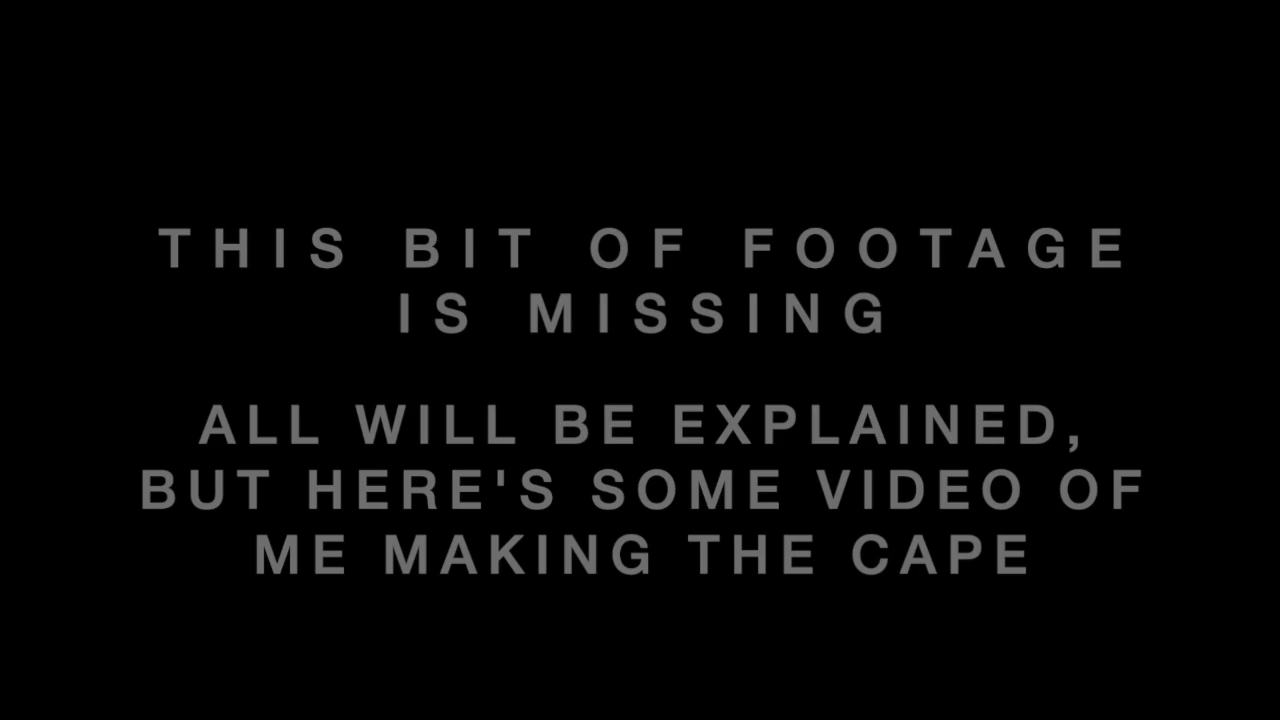 THIS BIT OF FOOTAGE
IS MISSING
ALL WILL BE EXPLAINED,
BUT HERE'S SOME VIDEO OF
ME MAKING THE CAPE